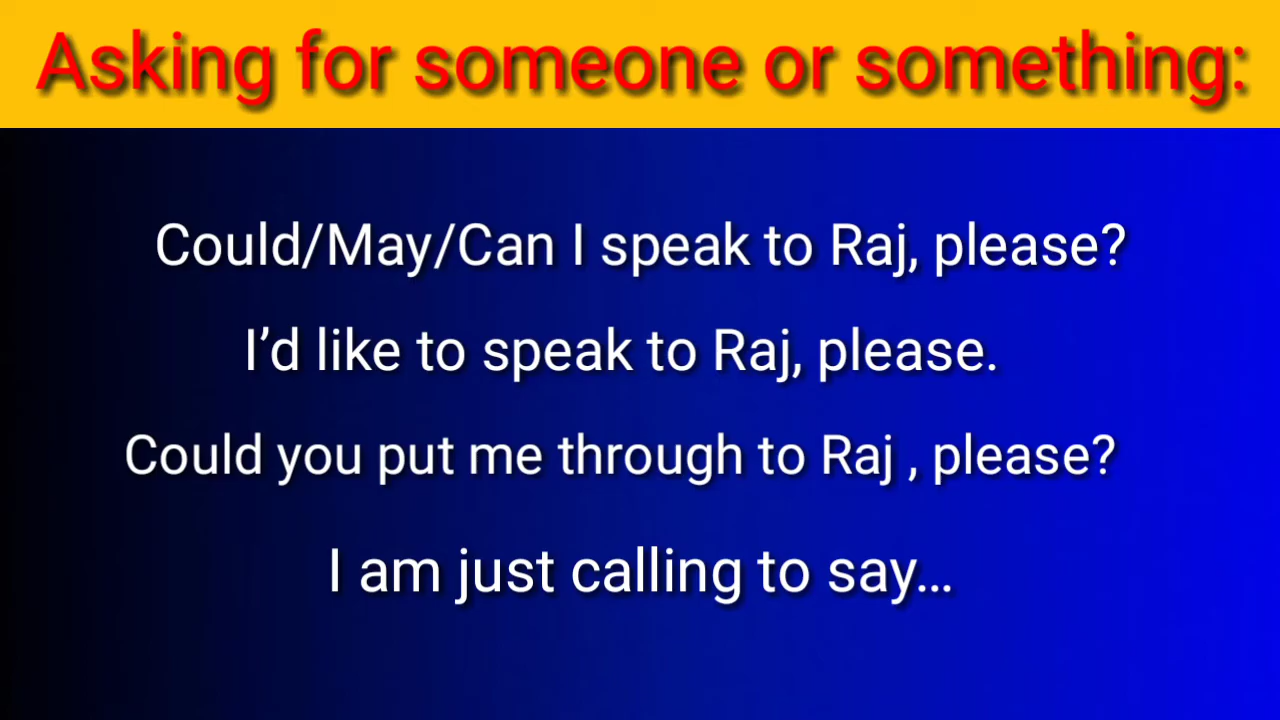 Asking for someone or something:
Could/May/Can I speak to Raj, please?
I’d like to speak to Raj, please.
Could you put me through to Raj , please?
I am just calling to say...